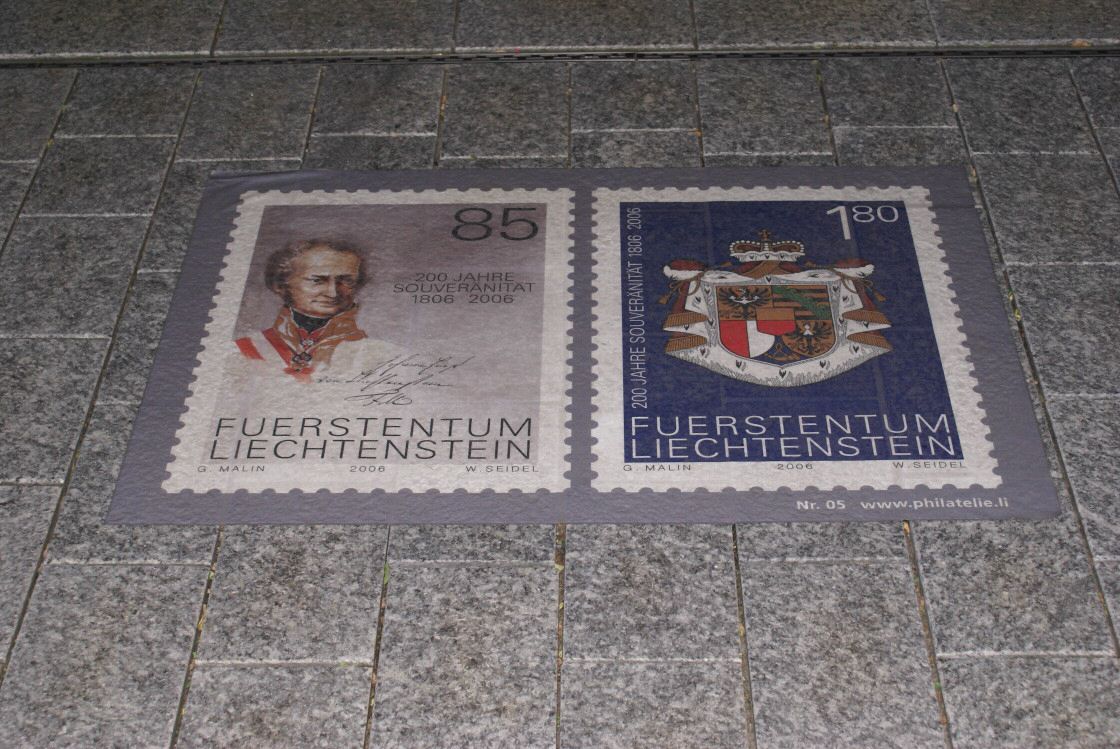 85
200 JAHRE
SOUVERÄNITÄT
1806 2006
FUERSTENTUM
LIECHTENSTEIN
G. MALIN 2006 W. SEIDEL
1 80
200 JAHRE SOUVERÄNITÄT 1806 2006
FUERSTENTUM
LIECHTENSTEIN
G. MALIN 2006 W. SEIDEL
Nr. 05 www.philatelie.li